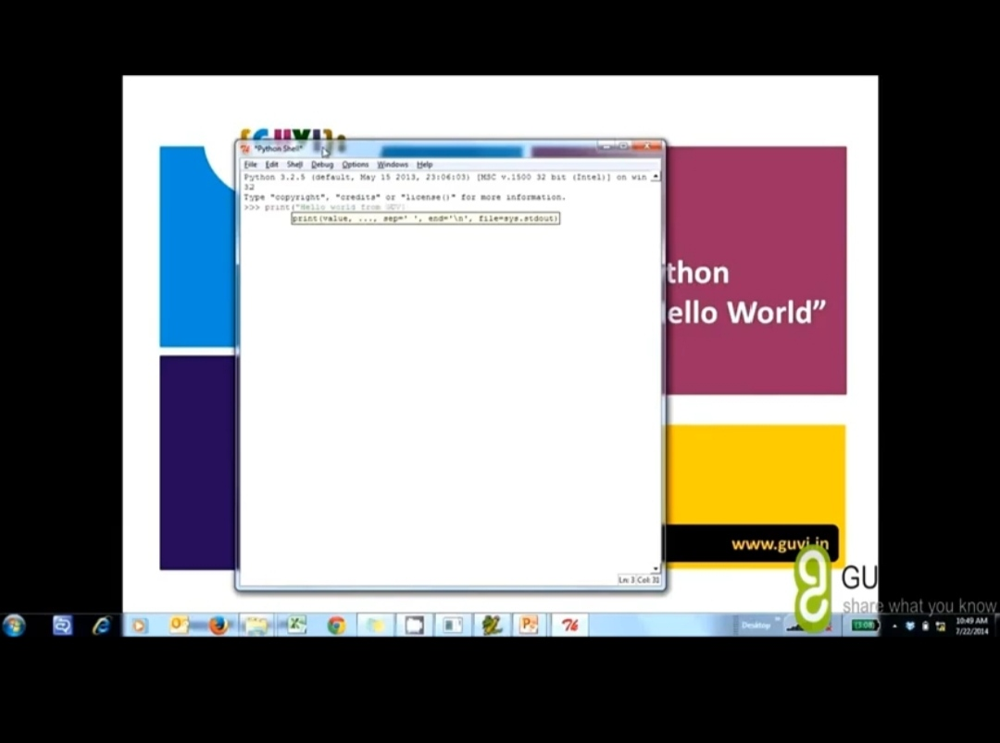 [GUVI];
*Python Shell*
File Edit Shell Debug Options Windows Help
Python 3.2.5 (default, May 15 2013, 23:06:03) [MSC v.1500 32 bit (Intel)] on win
32
Type "copyright", "credits" or "license()" for more information.
>>> print("Hello world from GUVI
print(value, ..., sep=' ', end='\n', file=sys.stdout)
thon
ello World”
www.guvi.in
GU
share what you know
Ln: 3 Col: 31
Desktop
(3:08)
10:49 AM
7/22/2014